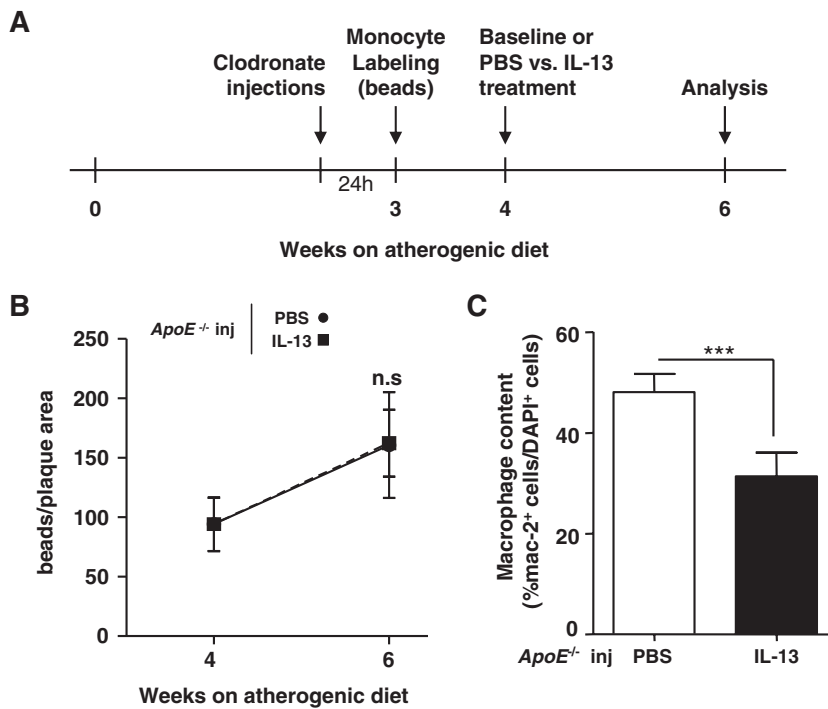 A
Clodronate
injections
Monocyte
Labeling
(beads)
Baseline or
PBS vs. IL-13
treatment
Analysis
24h
0
3
4
6
Weeks on atherogenic diet
B
ApoE -/- inj
PBS
IL-13
n.s
beads/plaque area
250
200
150
100
50
0
4
6
Weeks on atherogenic diet
C
***
Macrophage content
(%mac-2+ cells/DAPI+ cells)
60
40
20
0
ApoE-/- inj PBS IL-13